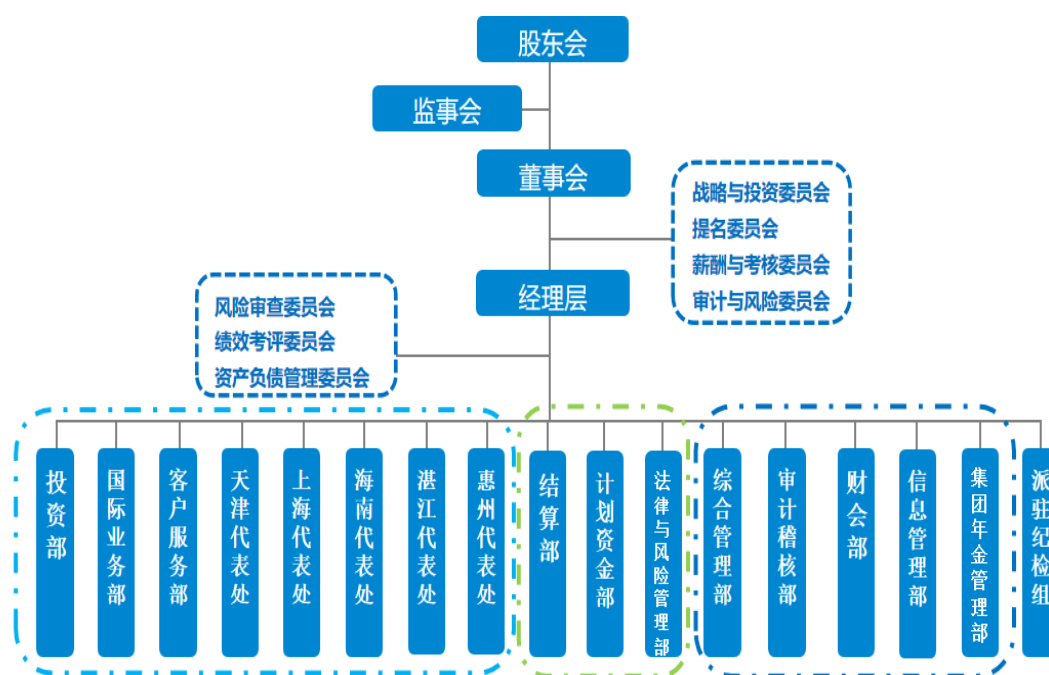 股东会
监事会
董事会
战略与投资委员会
提名委员会
薪酬与考核委员会
审计与风险委员会
经理层
风险审查委员会
绩效考评委员会
资产负债管理委员会
投资部
国际业务部
客户服务部
天津代表处
上海代表处
海南代表处
湛江代表处
惠州代表处
结算部
计划资金部
法律与风险管理部
综合管理部
审计稽核部
财会部
信息管理部
集团年金管理部
派驻纪检组